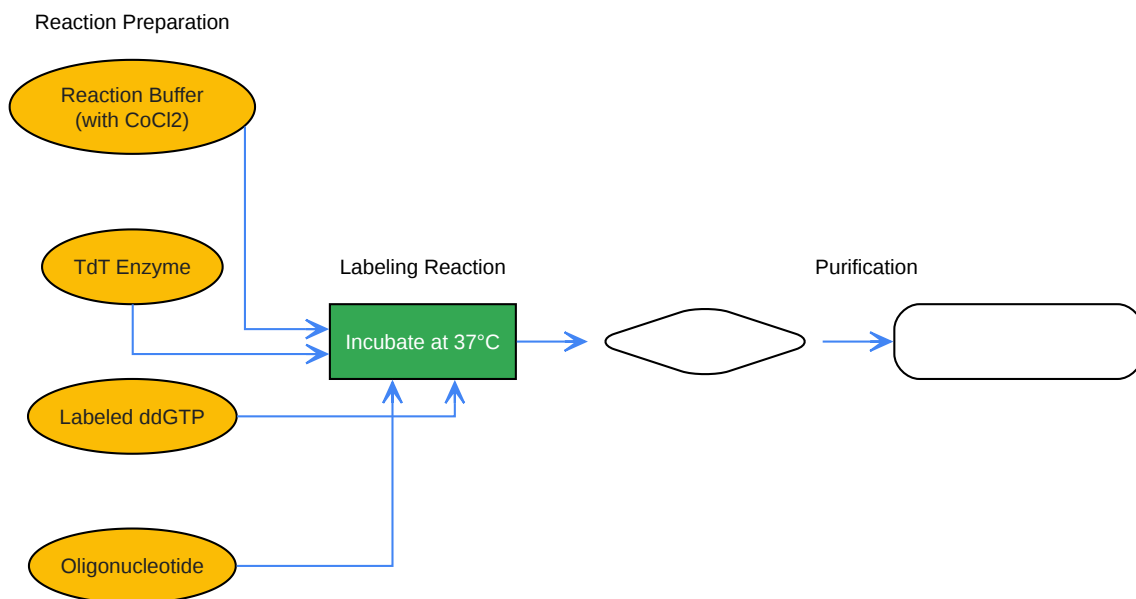 Reaction Preparation
Reaction Buffer
(with CoCl2)
TdT Enzyme
Labeling Reaction
Purification
Incubate at 37°C
Labeled ddGTP
Oligonucleotide